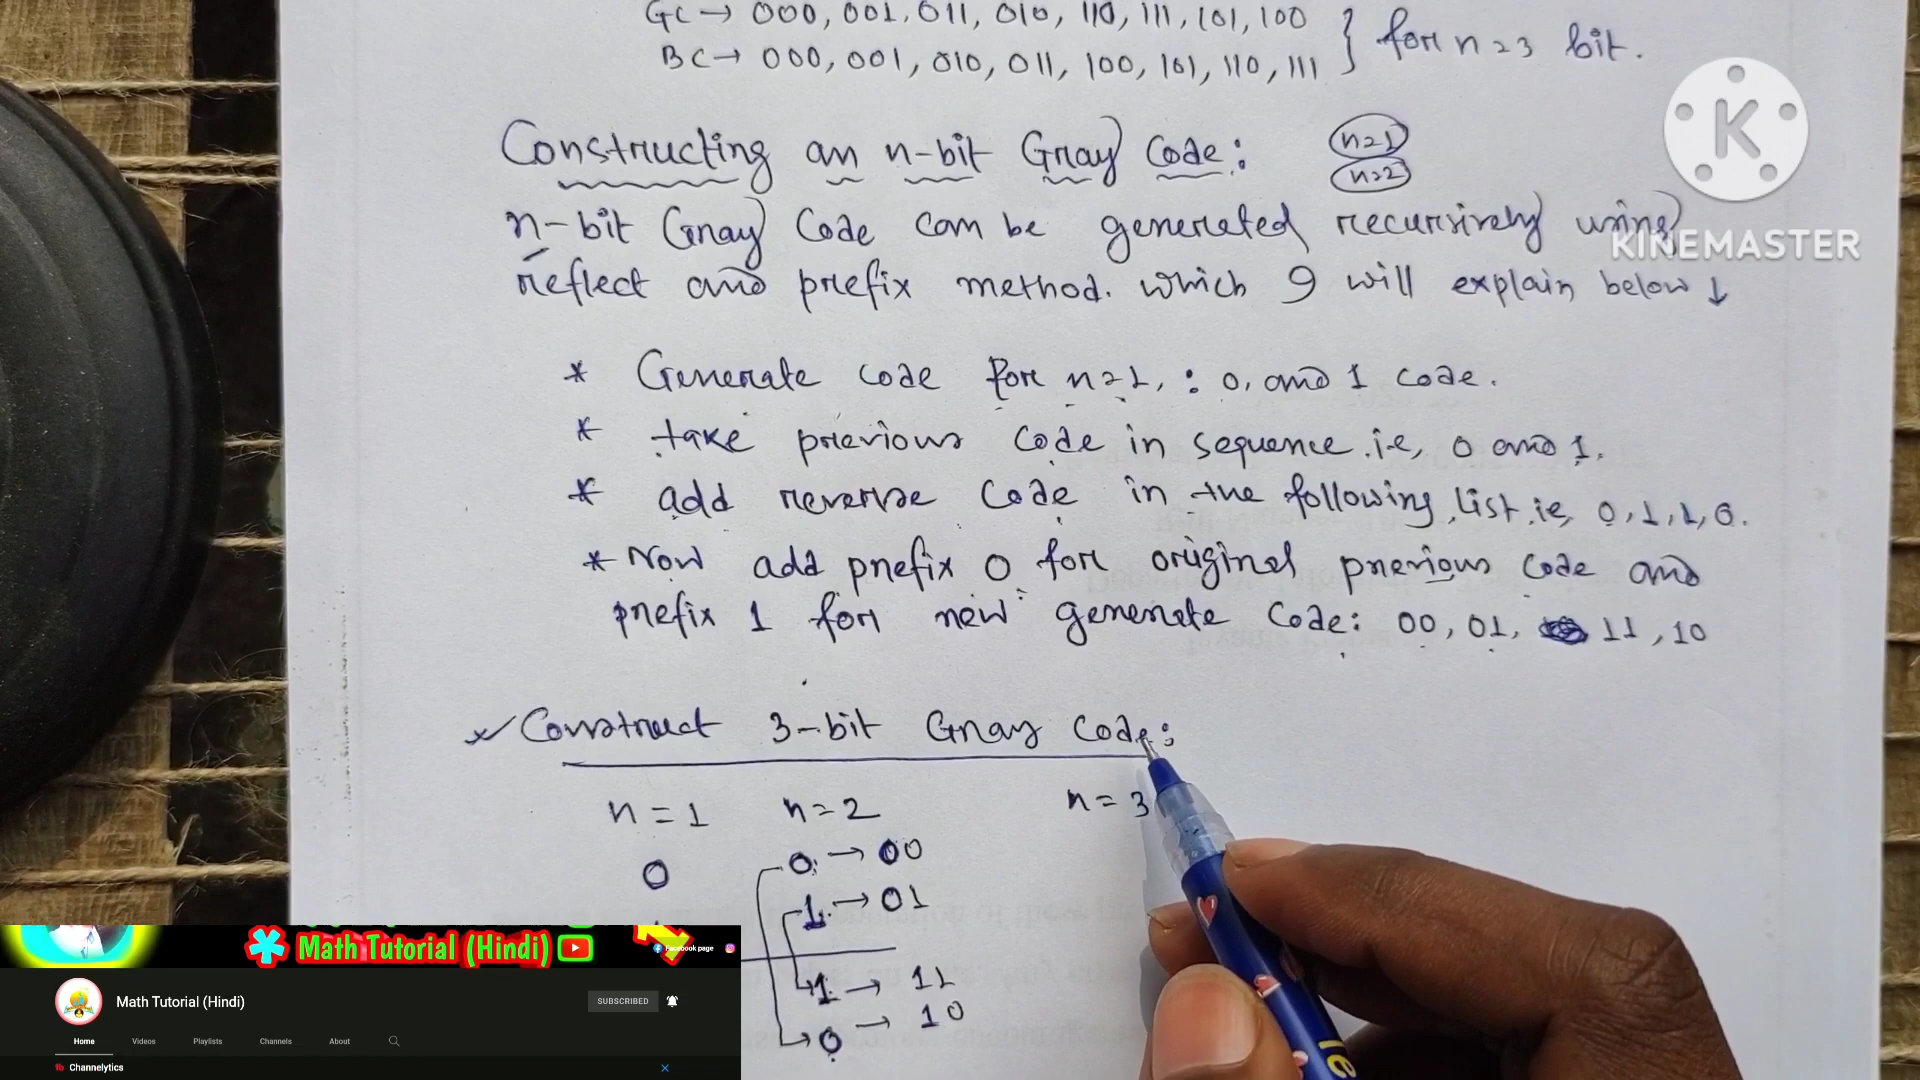 GC → 000, 001, 011, 010, 110, 111, 101, 100
BC → 000, 001, 010, 011, 100, 101, 110, 111 } for n=3 bit.
Constructing an n-bit Gray Code:
n=1
n=2
n-bit Gray Code can be generated recursively using
reflect and prefix method. which I will explain below ↓
* Generate code for n=1, : 0, and 1 code.
* take previous code in sequence .i.e, 0 and 1.
* add reverse code in the following list. ie, 0, 1, 1, 0.
* Now add prefix 0 for original previous code and
prefix 1 for new generate code: 00, 01, 11, 10
Construct 3-bit Gray Code:
n = 1 n = 2 n = 3
0 0 → 00
1 → 01
1 → 11
0 → 10
K
KINEMASTER
Math Tutorial (Hindi)
Facebook page
Math Tutorial (Hindi)
SUBSCRIBED
Home Videos Playlists Channels About
tb Channelytics